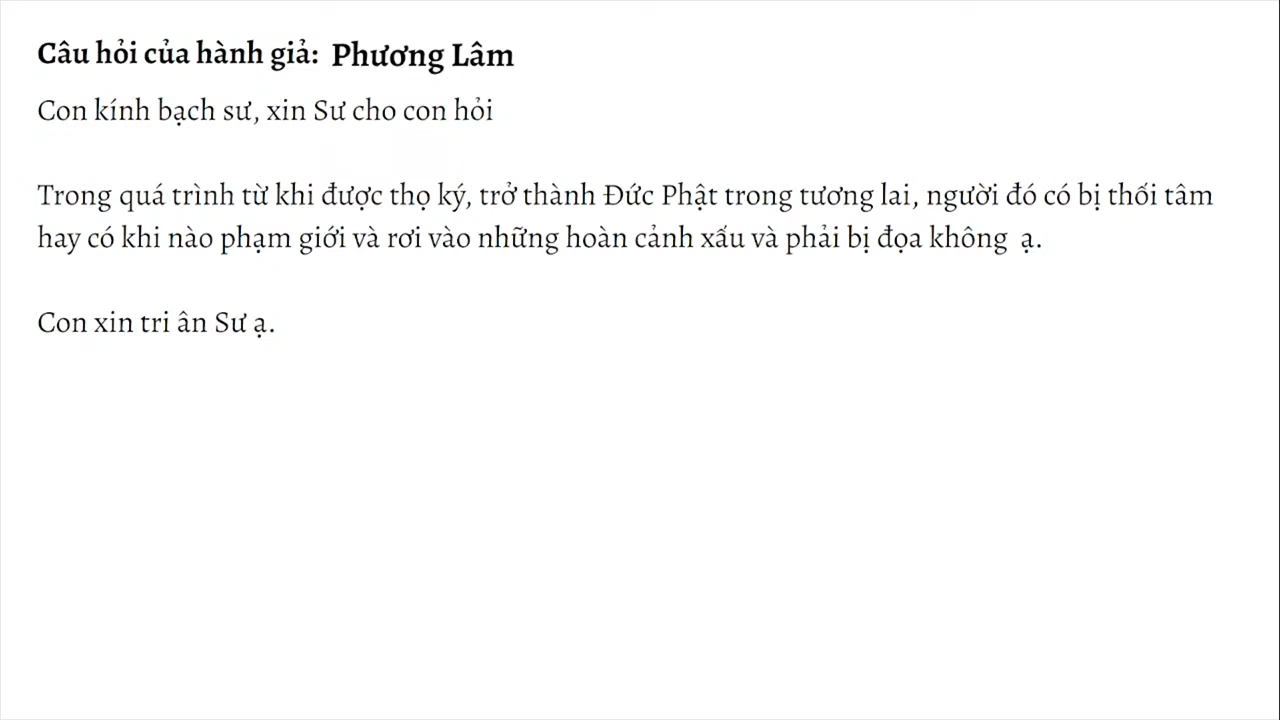 Câu hỏi của hành giả: Phương Lâm
Con kính bạch sư, xin Sư cho con hỏi
Trong quá trình từ khi được thọ ký, trở thành Đức Phật trong tương lai, người đó có bị thối tâm
hay có khi nào phạm giới và rơi vào những hoàn cảnh xấu và phải bị đọa không ạ.
Con xin tri ân Sư ạ.